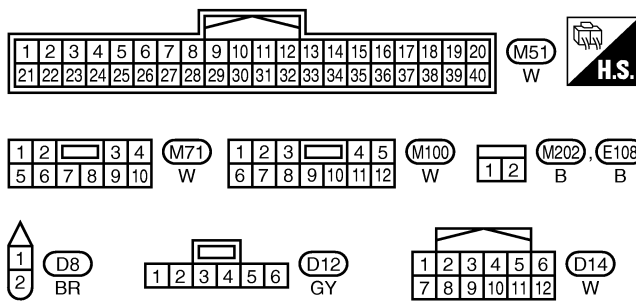 1 2 3 4 5 6 7 8 9 10 11 12 13 14 15 16 17 18 19 20
21 22 23 24 25 26 27 28 29 30 31 32 33 34 35 36 37 38 39 40
M51
W
H.S.
1 2 3 4
5 6 7 8 9 10
M71
W
1 2 3 4 5
6 7 8 9 10 11 12
M100
W
1 2
M202 , E108
B B
1
2
D8
BR
1 2 3 4 5 6
D12
GY
1 2 3 4 5 6
7 8 9 10 11 12
D14
W